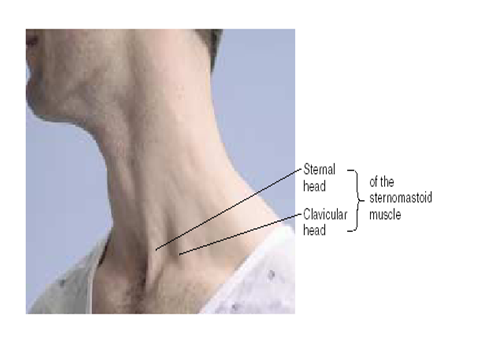 Sternal
head
of the
sternomastoid
muscle
Clavicular
head